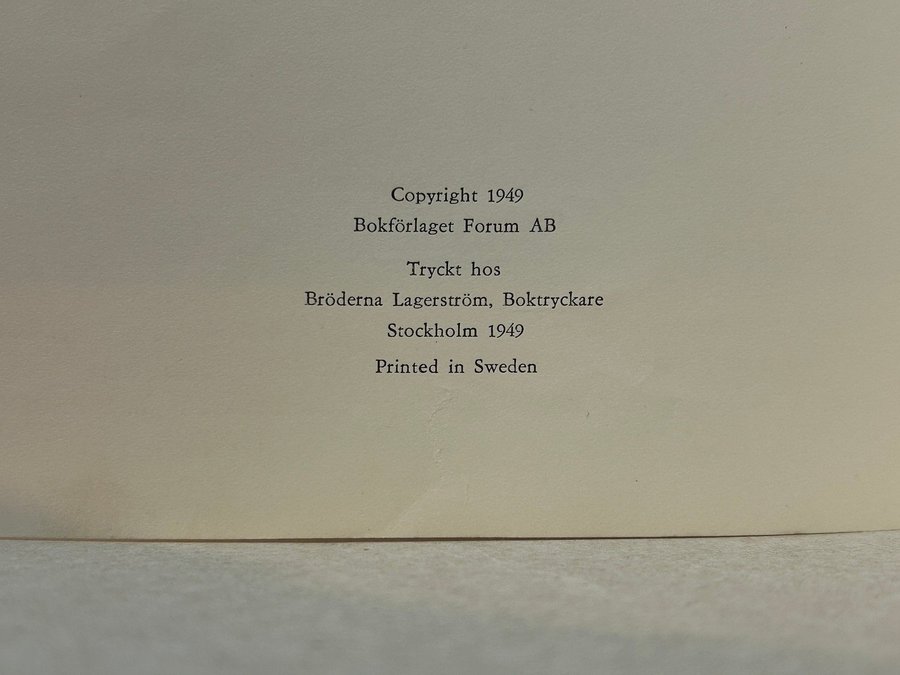 Copyright 1949
Bokförlaget Forum AB
Tryckt hos
Bröderna Lagerström, Boktryckare
Stockholm 1949
Printed in Sweden